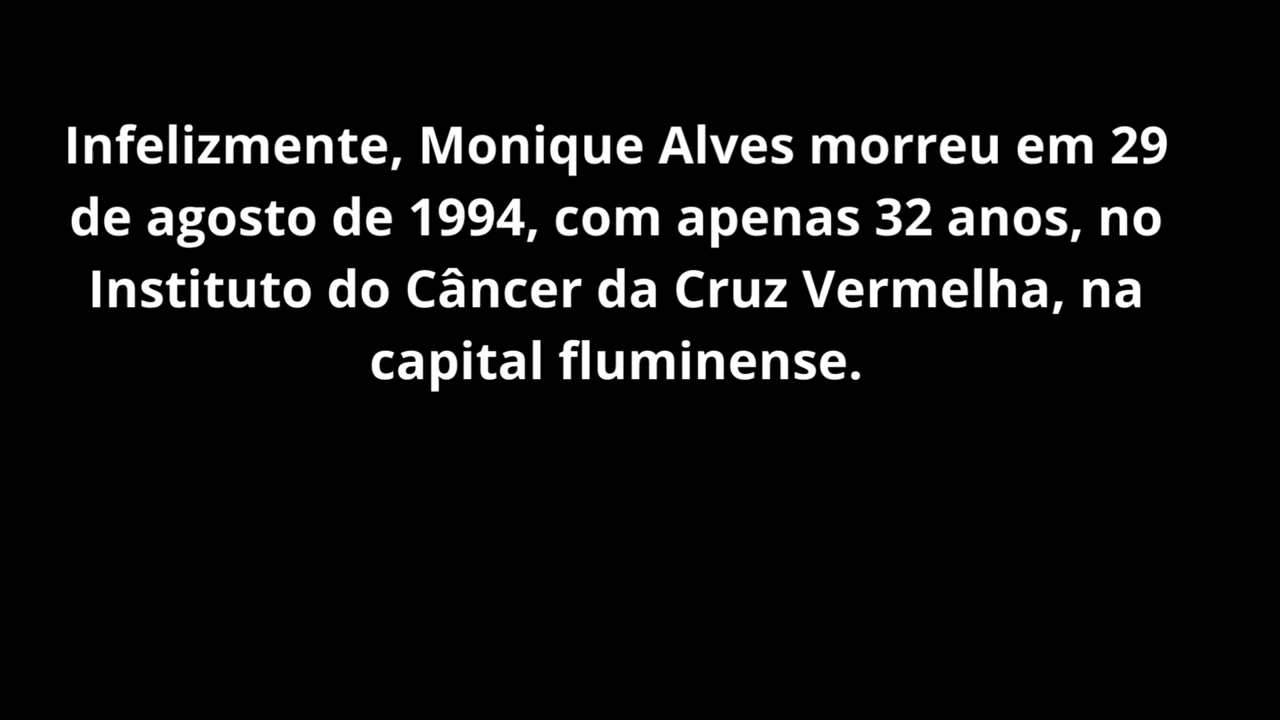 Infelizmente, Monique Alves morreu em 29
de agosto de 1994, com apenas 32 anos, no
Instituto do Câncer da Cruz Vermelha, na
capital fluminense.